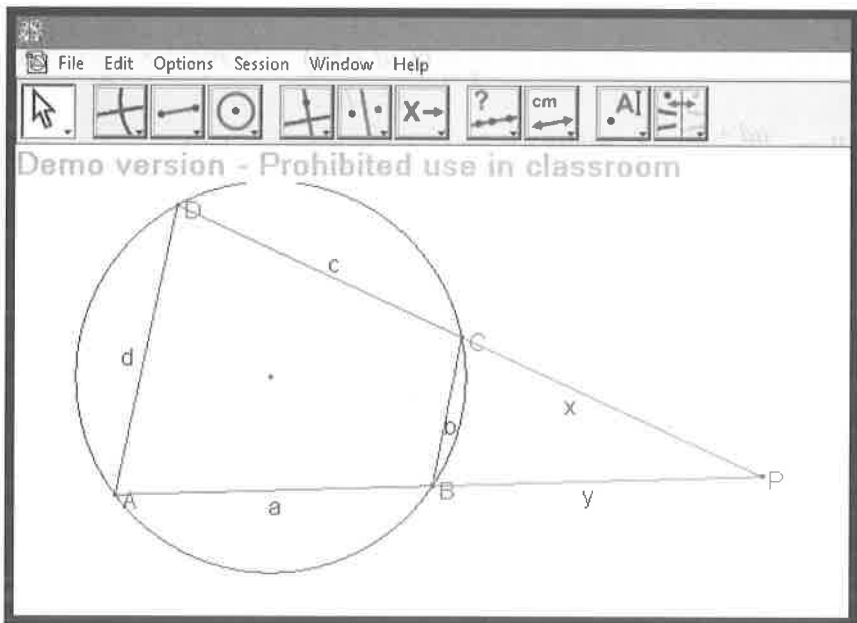 File Edit Options Session Window Help
? cm A
X
Demo version - Prohibited use in classroom
D
c
d
C
x
b
P
A
B
a
y